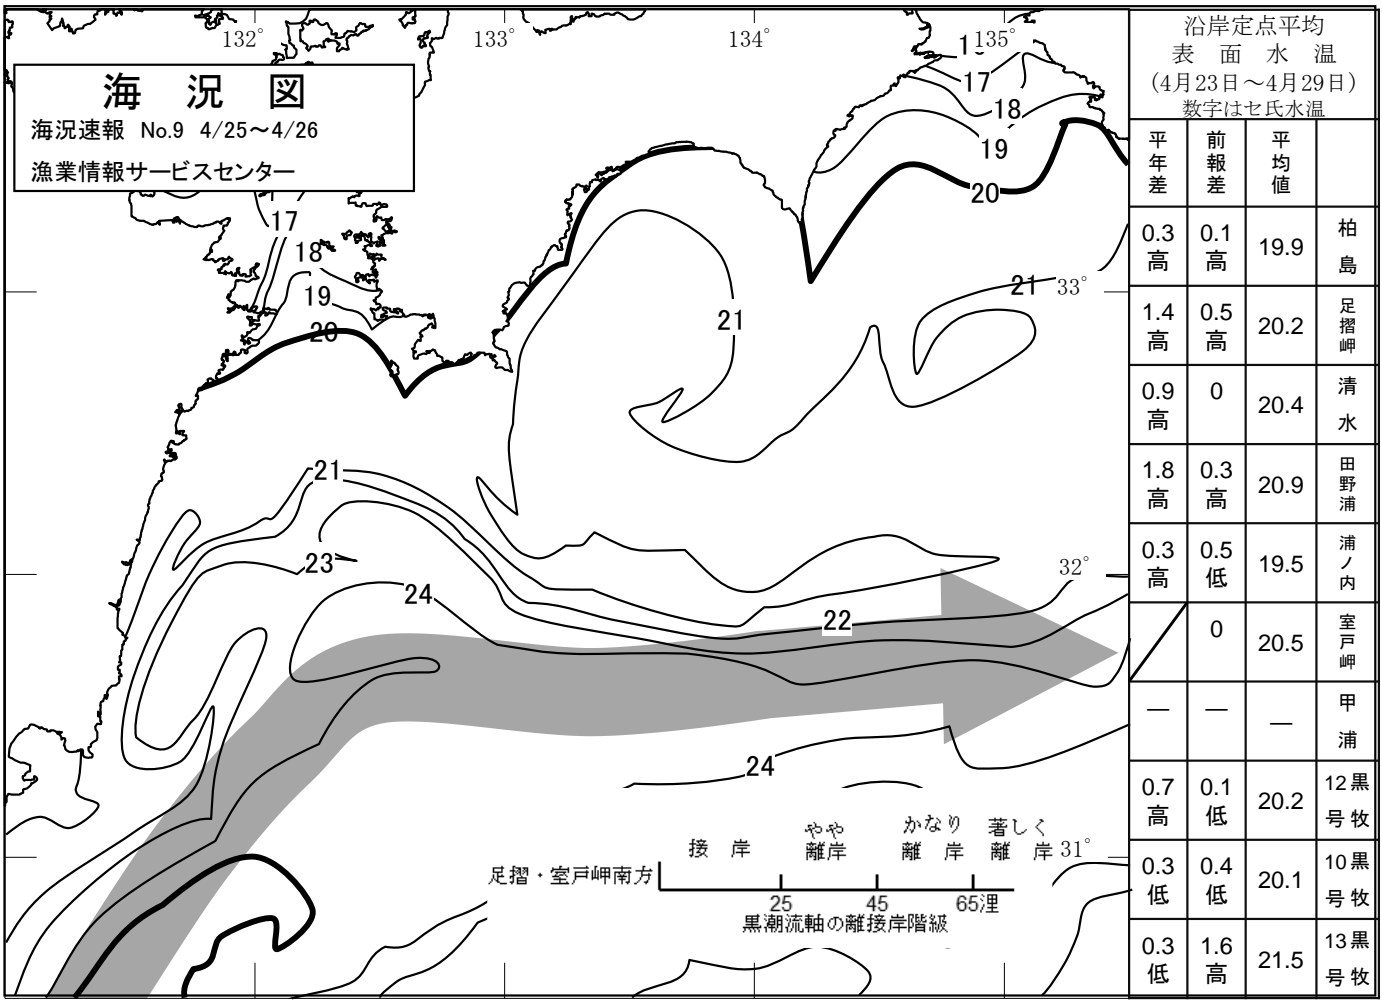 132°
133°
134°
135°
海況図
海況速報 No.9 4/25～4/26
漁業情報サービスセンター
17
18
19
20
17
18
19
20
21
21
33°
21
23
24
22
32°
24
31°
接岸
やや離岸
かなり離岸
著しく離岸
足摺・室戸岬南方
25 45 65浬
黒潮流軸の離接岸階級
沿岸定点平均
表面水温
(4月23日～4月29日)
数字はセ氏水温
平年差 前報差 平均値
0.3高 0.1高 19.9 柏島
1.4高 0.5高 20.2 足摺岬
0.9高 0 20.4 清水
1.8高 0.3高 20.9 田野浦
0.3高 0.5低 19.5 浦ノ内
0 20.5 室戸岬
— — — 甲浦
0.7高 0.1低 20.2 12号黒牧
0.3低 0.4低 20.1 10号黒牧
0.3低 1.6高 21.5 13号黒牧